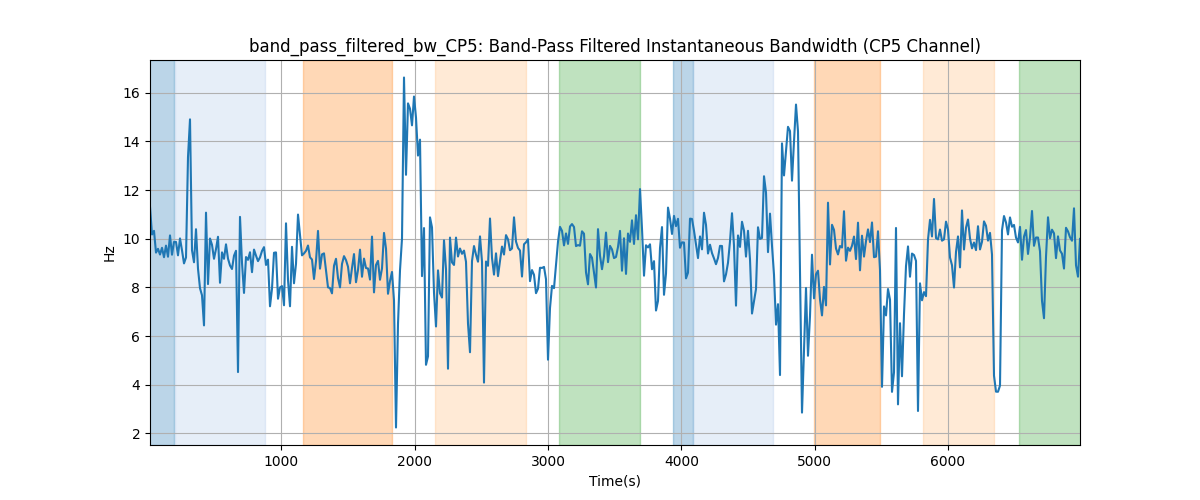 band_pass_filtered_bw_CP5: Band-Pass Filtered Instantaneous Bandwidth (CP5 Channel)
Hz
16
14
12
10
8
6
4
2
1000 2000 3000 4000 5000 6000
Time(s)